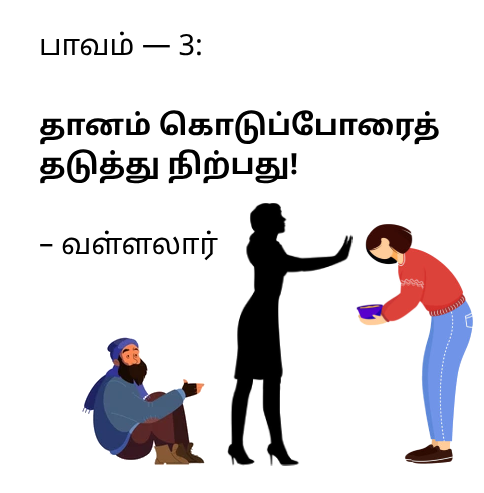 பாவம் — 3:
தானம் கொடுப்போரைத்
தடுத்து நிற்பது!
– வள்ளலார்